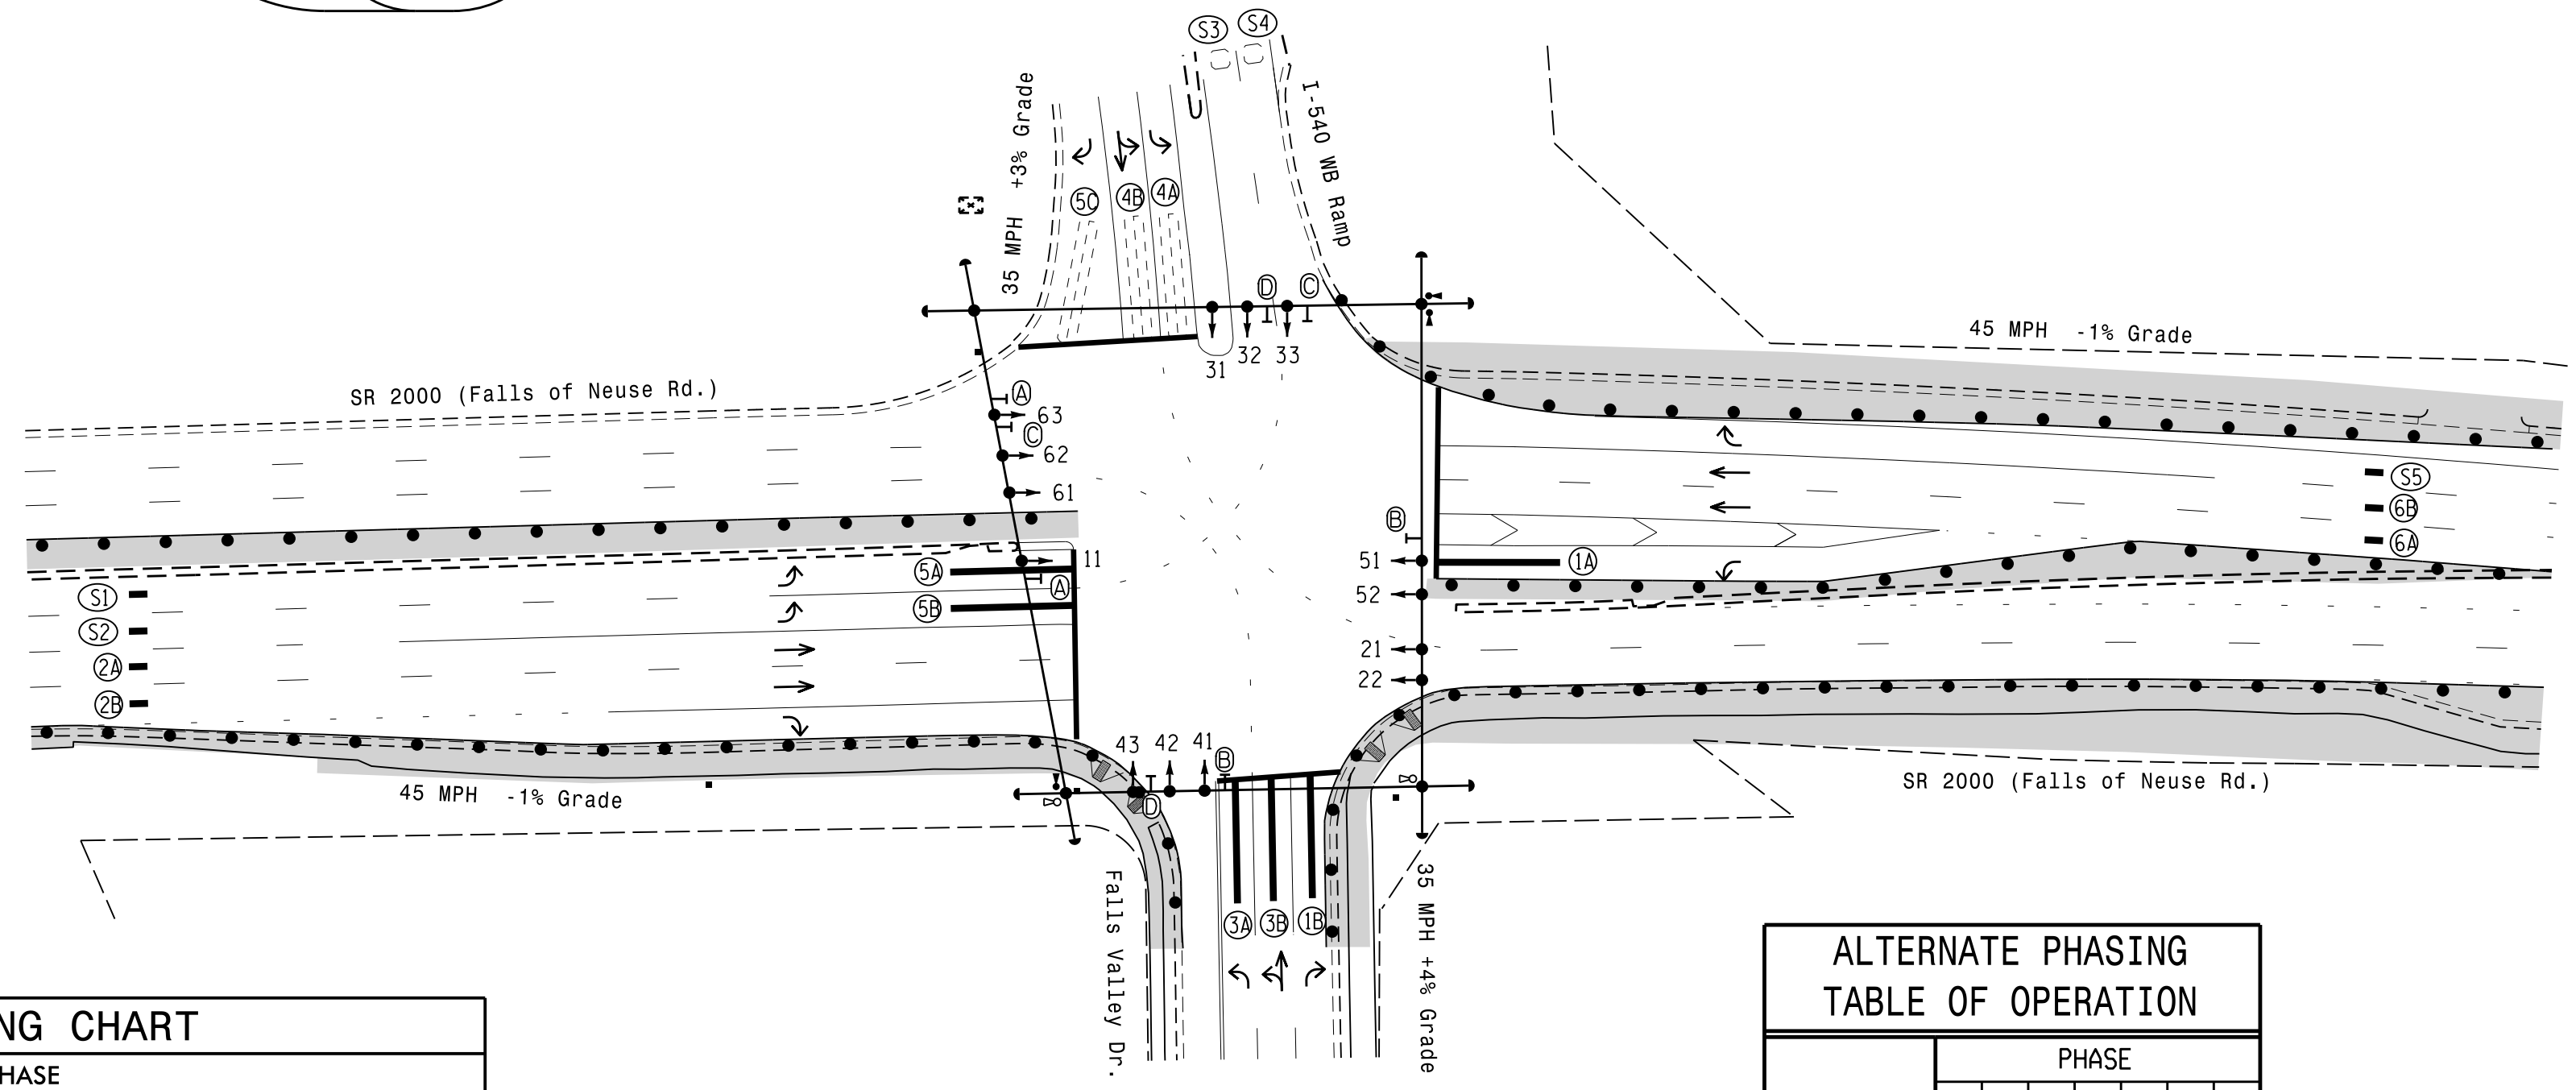 S3 S4
35 MPH +3% Grade
I-540 WB Ramp
5C 4B 4A
D C
31 32 33
45 MPH -1% Grade
SR 2000 (Falls of Neuse Rd.)
A
63
C
62
61
11
A
S5
6B
6A
B
51
1A
52
21
22
5A
5B
S1
S2
2A
2B
43 42 41 B
D
45 MPH -1% Grade
SR 2000 (Falls of Neuse Rd.)
3A 3B 1B
Falls Valley Dr.
35 MPH +4% Grade
NG CHART
HASE
ALTERNATE PHASING
TABLE OF OPERATION
PHASE